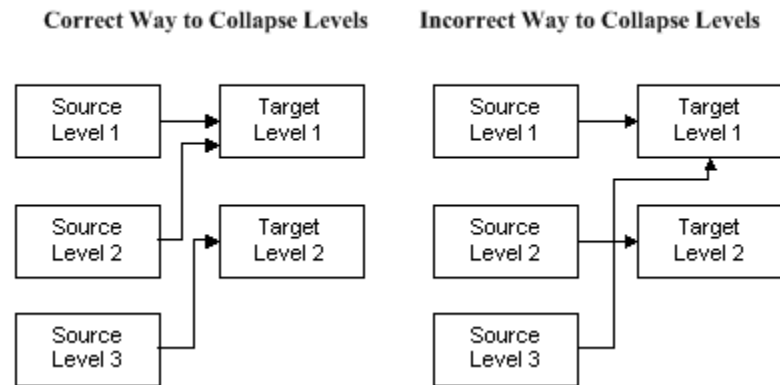 Correct Way to Collapse Levels
Incorrect Way to Collapse Levels
Source
Level 1
Target
Level 1
Source
Level 1
Target
Level 1
Source
Level 2
Target
Level 2
Source
Level 2
Target
Level 2
Source
Level 3
Source
Level 3